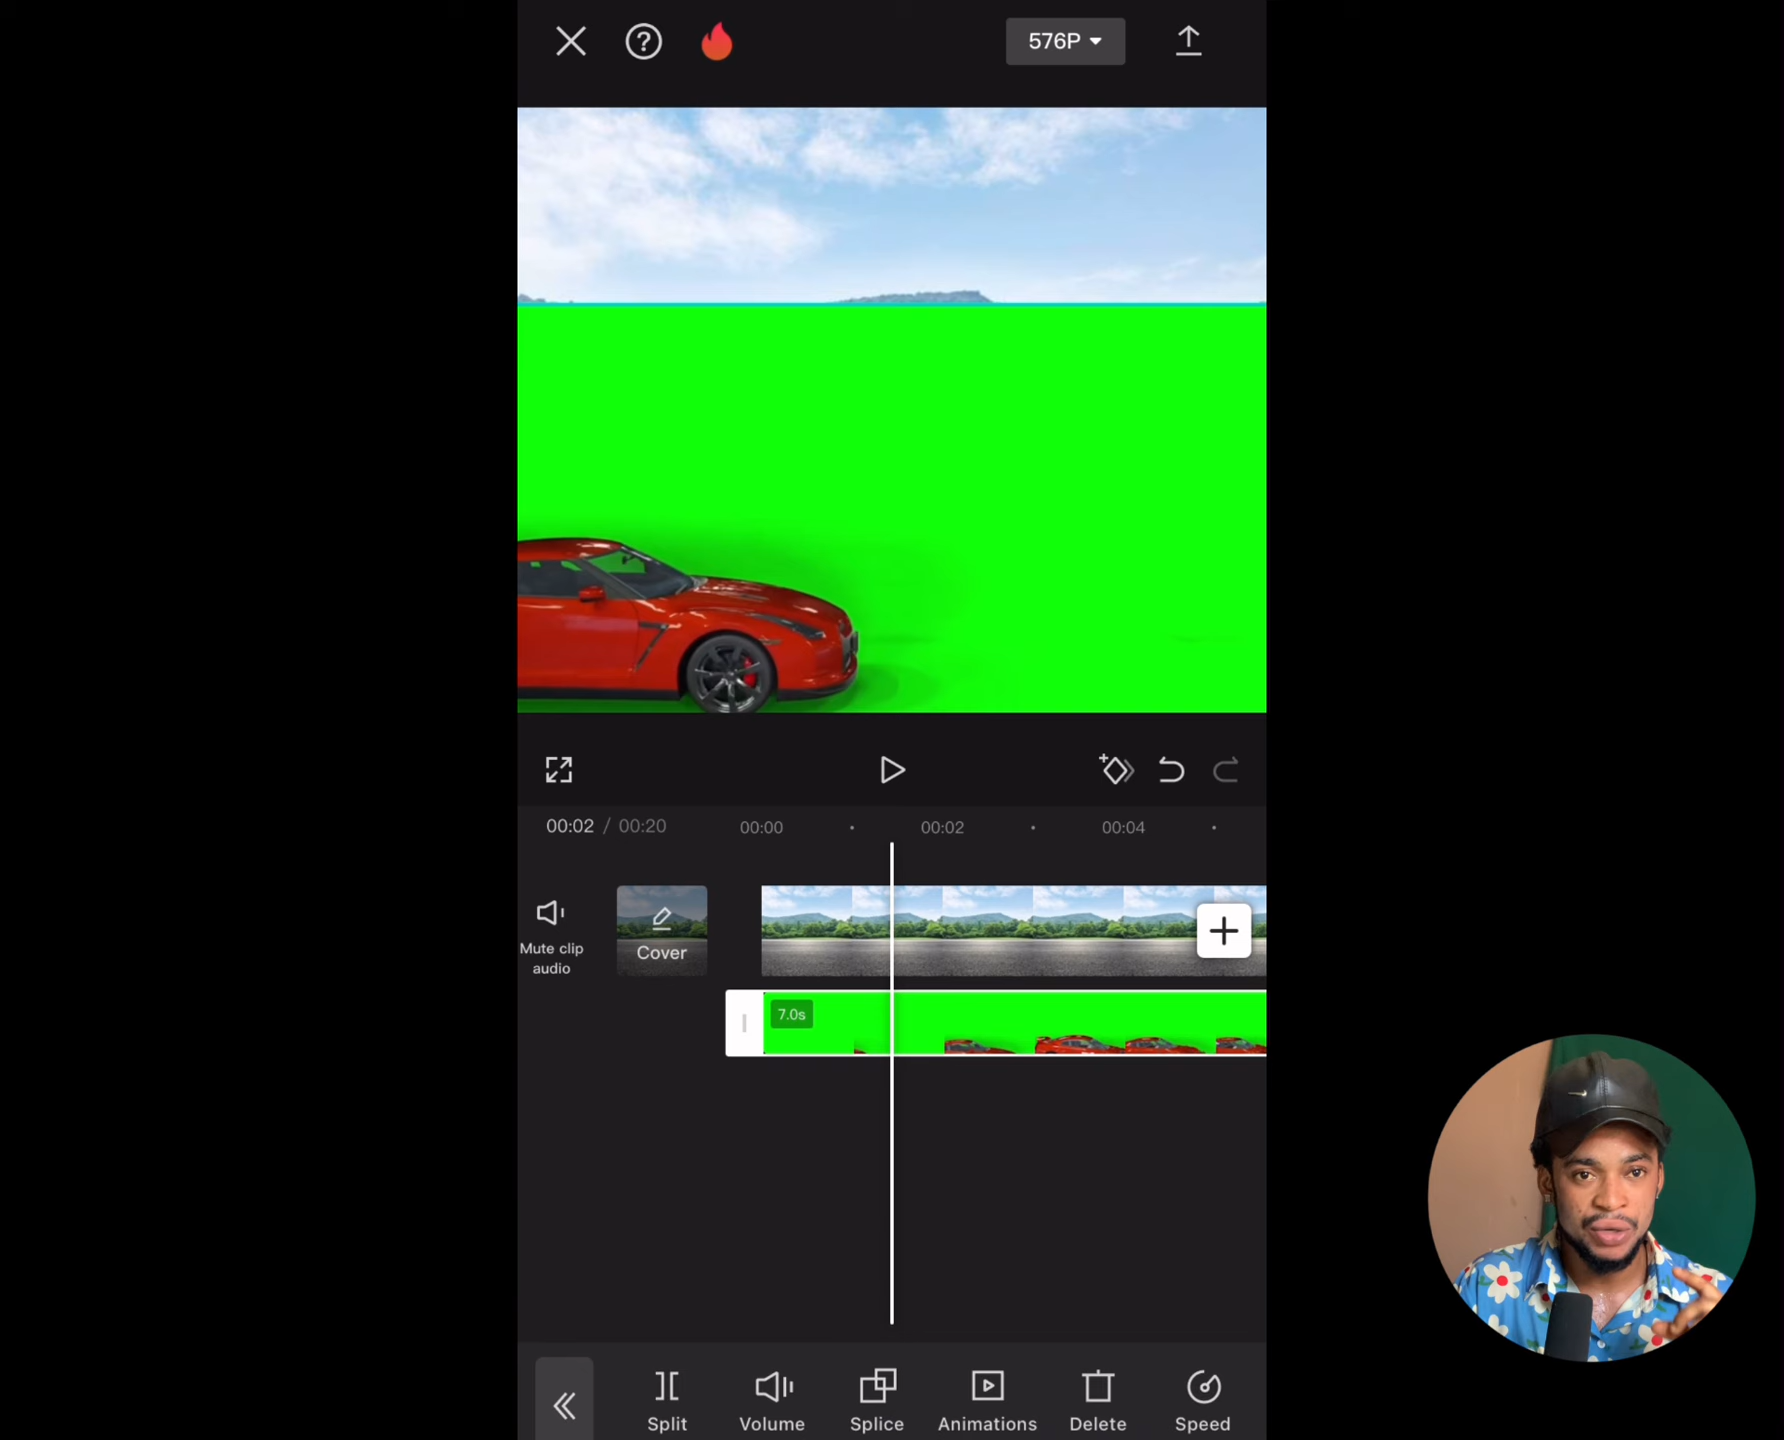 576P
00:02 / 00:20
00:00
00:02
00:04
Mute clip
audio
Cover
7.0s
Split
Volume
Splice
Animations
Delete
Speed